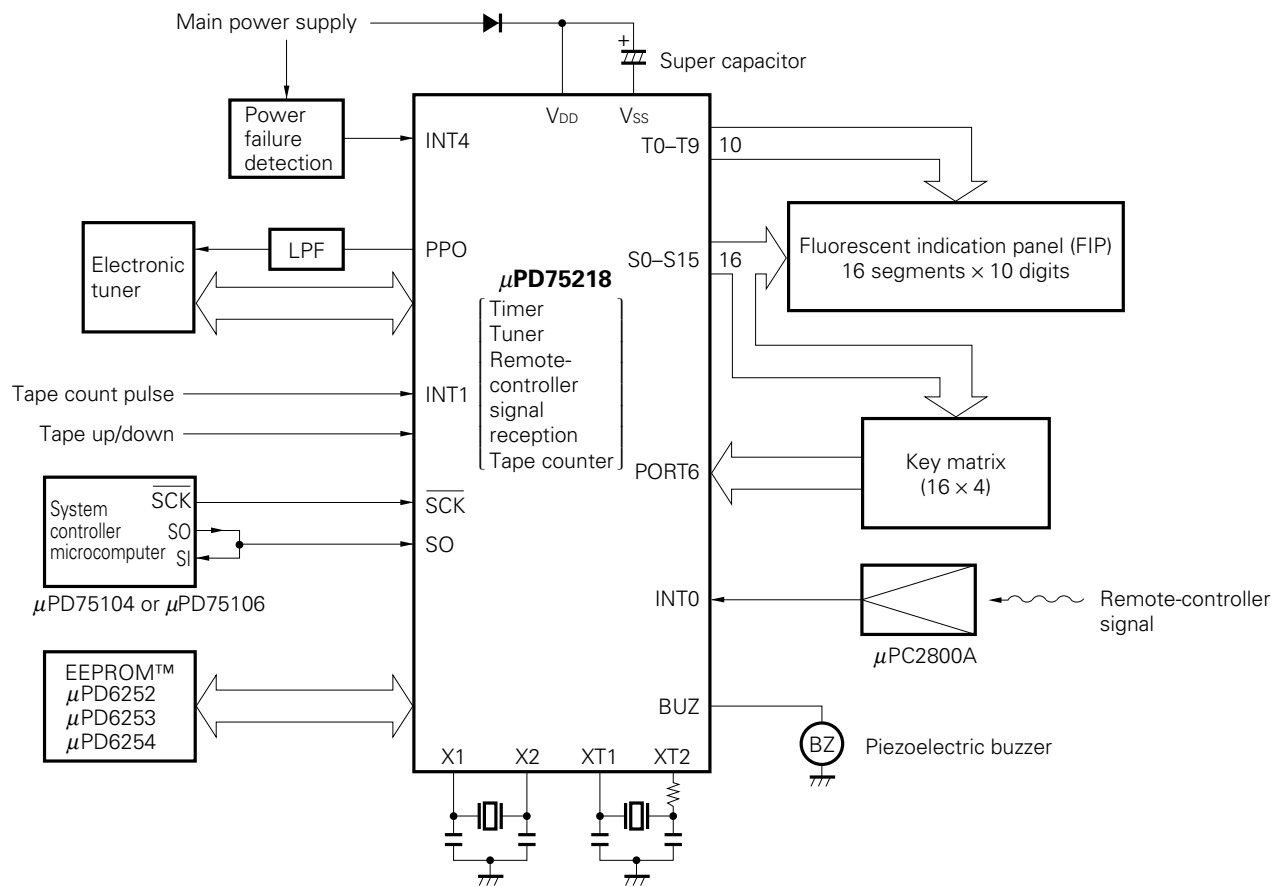 Main power supply
+
Super capacitor
Power
failure
detection
INT4
VDD
VSS
T0–T9
10
Electronic
tuner
LPF
PPO
S0–S15
16
Fluorescent indication panel (FIP)
16 segments × 10 digits
μPD75218
Timer
Tuner
Remote-
controller
signal
reception
Tape counter
Tape count pulse
INT1
Tape up/down
PORT6
Key matrix
(16 × 4)
System
controller
microcomputer
SCK
SO
SI
SCK
SO
μPD75104 or μPD75106
INT0
Remote-controller
signal
μPC2800A
EEPROM™
μPD6252
μPD6253
μPD6254
BUZ
BZ
Piezoelectric buzzer
X1
X2
XT1
XT2